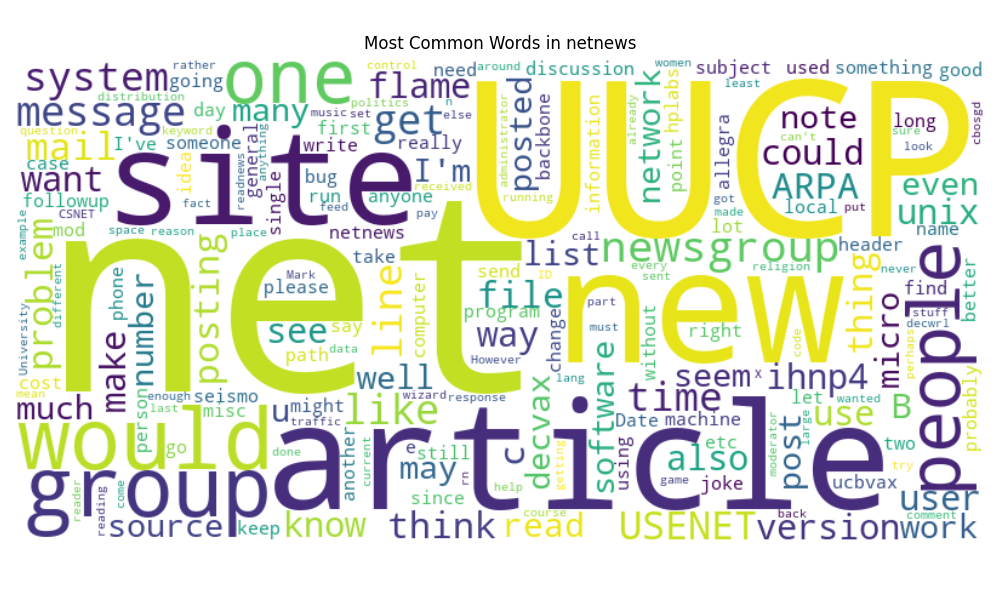 Most Common Words in netnews
system
going
rather
distribution
one
control
flame
need
around
discussion
women
subject
used
something
good
least
message
day
many
music
set
politics
n
else
get
posted
administrator
backbone
information
already
network
hplabs
point
UUCP
note
long
sure
look
cbosgd
question
keyword
mail
I've
someone
idea
readnews
general
anything
first
write
really
I'm
received
allegra
could
can't
case
want
site
single
bug
run
anyone
feed
pay
running
ARPA
local
put
even
followup
fact
CSNET
mod
space
reason
place
netnews
got
made
lot
unix
name
example
problem
posting
take
list
call
newsgroup
every
sent
religion
header
never
find
better
different
University
phone
number
Mark
please
line
computer
send
ID
file
program
part
right
thing
micro
stuff
decwrl
people
net
new
see
say
path
data
way
However
change
must
without
code
perhaps
mean
cost
make
enough
seismo
well
wizard
response
lang
software
seem
x
ihnp4
probably
much
last
misc
person
u
might
traffic
like
time
Date
machine
let
wanted
use
B
would
go
done
another
current
e
still
may
rn
c
decvax
getting
using
also
etc
game
joke
moderator
post
large
two
try
ucbvax
group
reader
reading
come
article
since
help
user
source
keep
know
think
read
course
USENET
back
version
comment
work